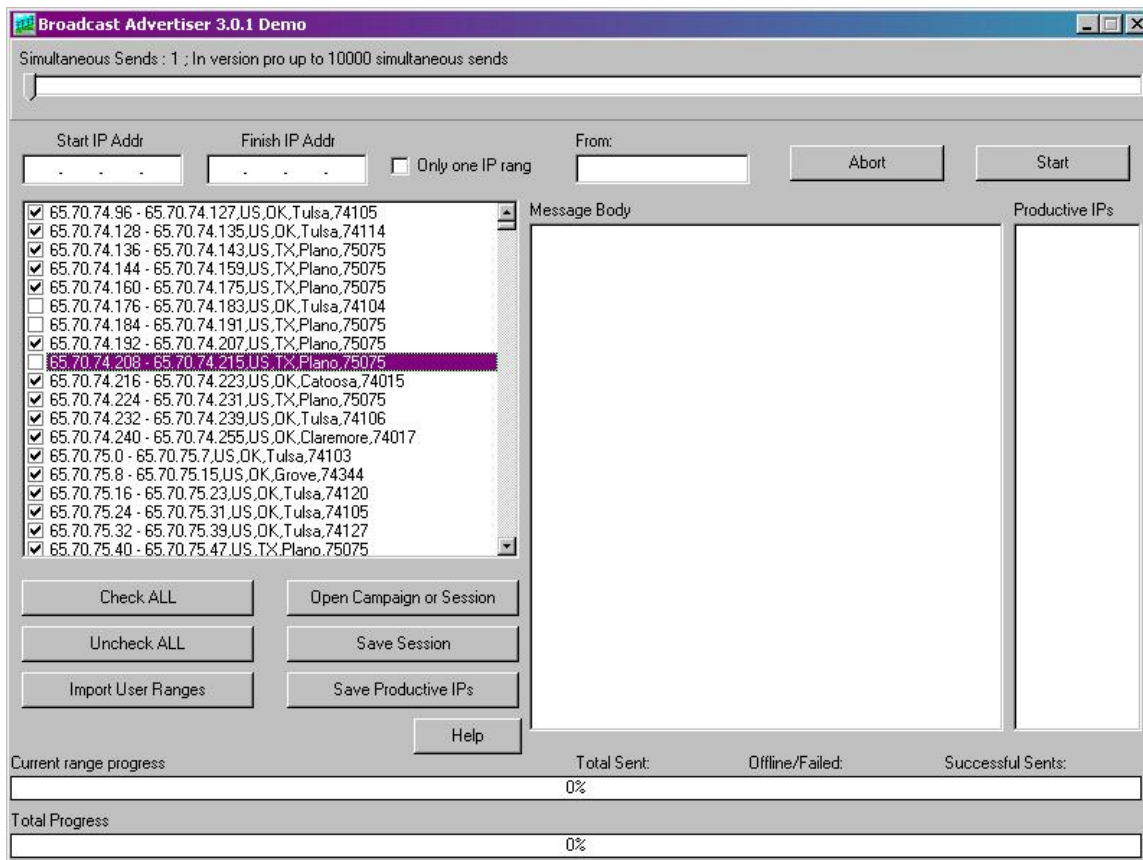 Broadcast Advertiser 3.0.1 Demo
Simultaneous Sends : 1 ; In version pro up to 10000 simultaneous sends
Start IP Addr Finish IP Addr From:
. . . . . . Only one IP rang Abort Start
Message Body Productive IPs
65.70.74.96 - 65.70.74.127,US,OK,Tulsa,74105
65.70.74.128 - 65.70.74.135,US,OK,Tulsa,74114
65.70.74.136 - 65.70.74.143,US,TX,Plano,75075
65.70.74.144 - 65.70.74.159,US,TX,Plano,75075
65.70.74.160 - 65.70.74.175,US,TX,Plano,75075
65.70.74.176 - 65.70.74.183,US,OK,Tulsa,74104
65.70.74.184 - 65.70.74.191,US,TX,Plano,75075
65.70.74.192 - 65.70.74.207,US,TX,Plano,75075
65.70.74.208 - 65.70.74.215,US,TX,Plano,75075
65.70.74.216 - 65.70.74.223,US,OK,Catoosa,74015
65.70.74.224 - 65.70.74.231,US,TX,Plano,75075
65.70.74.232 - 65.70.74.239,US,OK,Tulsa,74106
65.70.74.240 - 65.70.74.255,US,OK,Claremore,74017
65.70.75.0 - 65.70.75.7,US,OK,Tulsa,74103
65.70.75.8 - 65.70.75.15,US,OK,Grove,74344
65.70.75.16 - 65.70.75.23,US,OK,Tulsa,74120
65.70.75.24 - 65.70.75.31,US,OK,Tulsa,74105
65.70.75.32 - 65.70.75.39,US,OK,Tulsa,74127
65.70.75.40 - 65.70.75.47,US,TX,Plano,75075
Check ALL Open Campaign or Session
Uncheck ALL Save Session
Import User Ranges Save Productive IPs
Help
Current range progress Total Sent: Offline/Failed: Successful Sents:
0%
Total Progress
0%